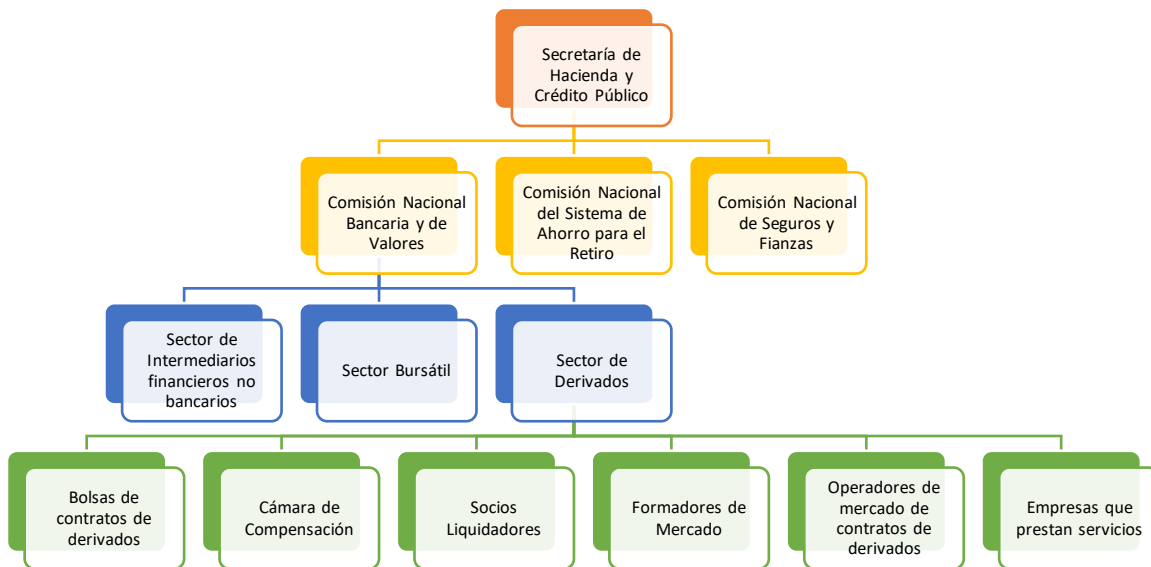 Secretaría de
Hacienda y
Crédito Público
Comisión Nacional
Bancaria y de
Valores
Comisión Nacional
del Sistema de
Ahorro para el
Retiro
Comisión Nacional
de Seguros y
Fianzas
Sector de
Intermediarios
financieros no
bancarios
Sector Bursátil
Sector de
Derivados
Bolsas de
contratos de
derivados
Cámara de
Compensación
Socios
Liquidadores
Formadores de
Mercado
Operadores de
mercado de
contratos de
derivados
Empresas que
prestan servicios